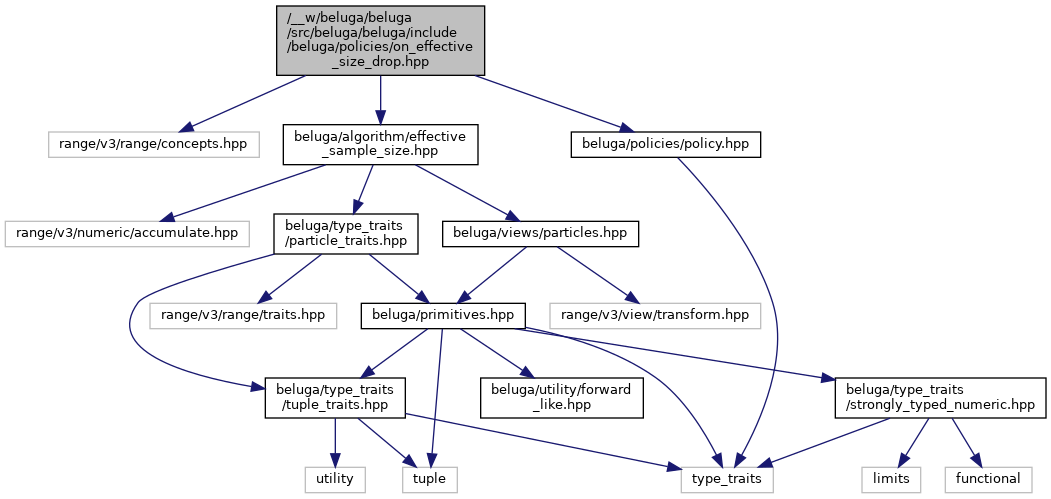 /__w/beluga/beluga
/src/beluga/beluga/include
/beluga/policies/on_effective
_size_drop.hpp
range/v3/range/concepts.hpp
beluga/algorithm/effective
_sample_size.hpp
beluga/policies/policy.hpp
range/v3/numeric/accumulate.hpp
beluga/type_traits
/particle_traits.hpp
beluga/views/particles.hpp
range/v3/range/traits.hpp
beluga/primitives.hpp
range/v3/view/transform.hpp
beluga/type_traits
/tuple_traits.hpp
beluga/utility/forward
_like.hpp
beluga/type_traits
/strongly_typed_numeric.hpp
utility
tuple
type_traits
limits
functional